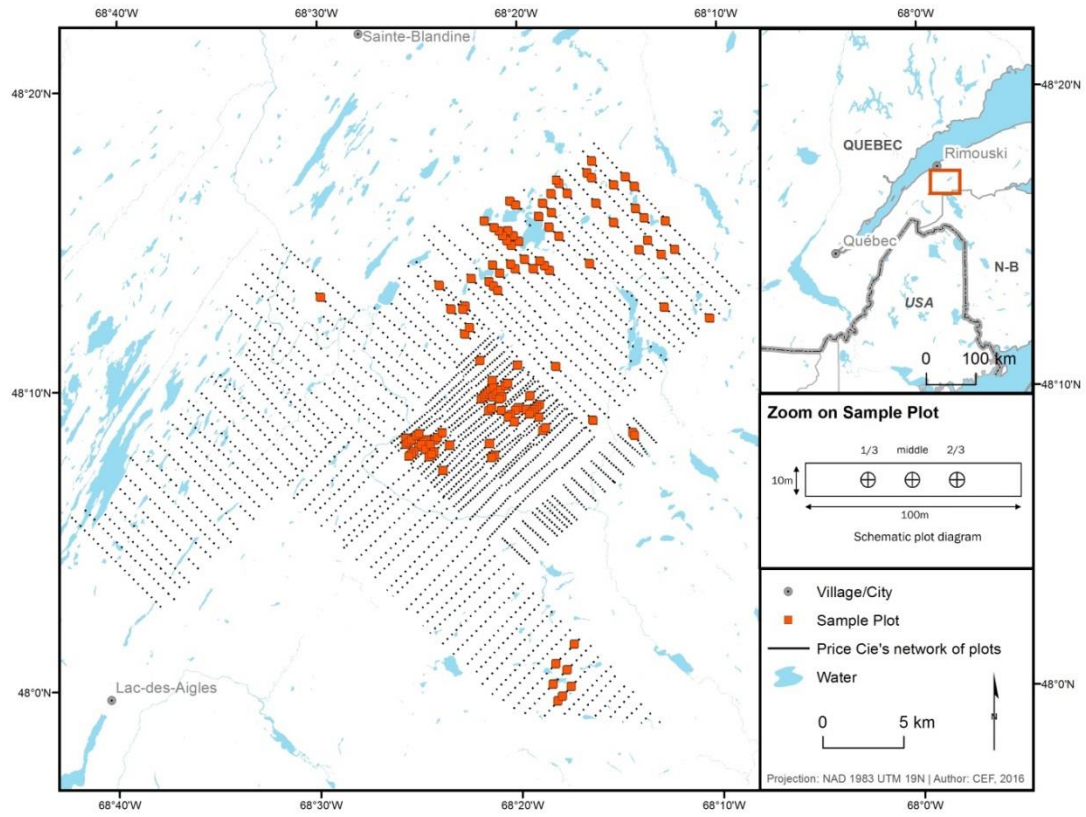 68°40'W
68°30'W
68°20'W
68°10'W
68°0'W
48°20'N
48°10'N
48°0'N
Sainte-Blandine
Lac-des-Aigles
QUEBEC
Rimouski
Québec
N-B
USA
0 100 km
48°20'N
48°10'N
48°0'N
Zoom on Sample Plot
1/3 middle 2/3
10m
100m
Schematic plot diagram
Village/City
Sample Plot
Price Cie's network of plots
Water
0 5 km
N
Projection: NAD 1983 UTM 19N | Author: CEF, 2016
68°40'W
68°30'W
68°20'W
68°10'W
68°0'W